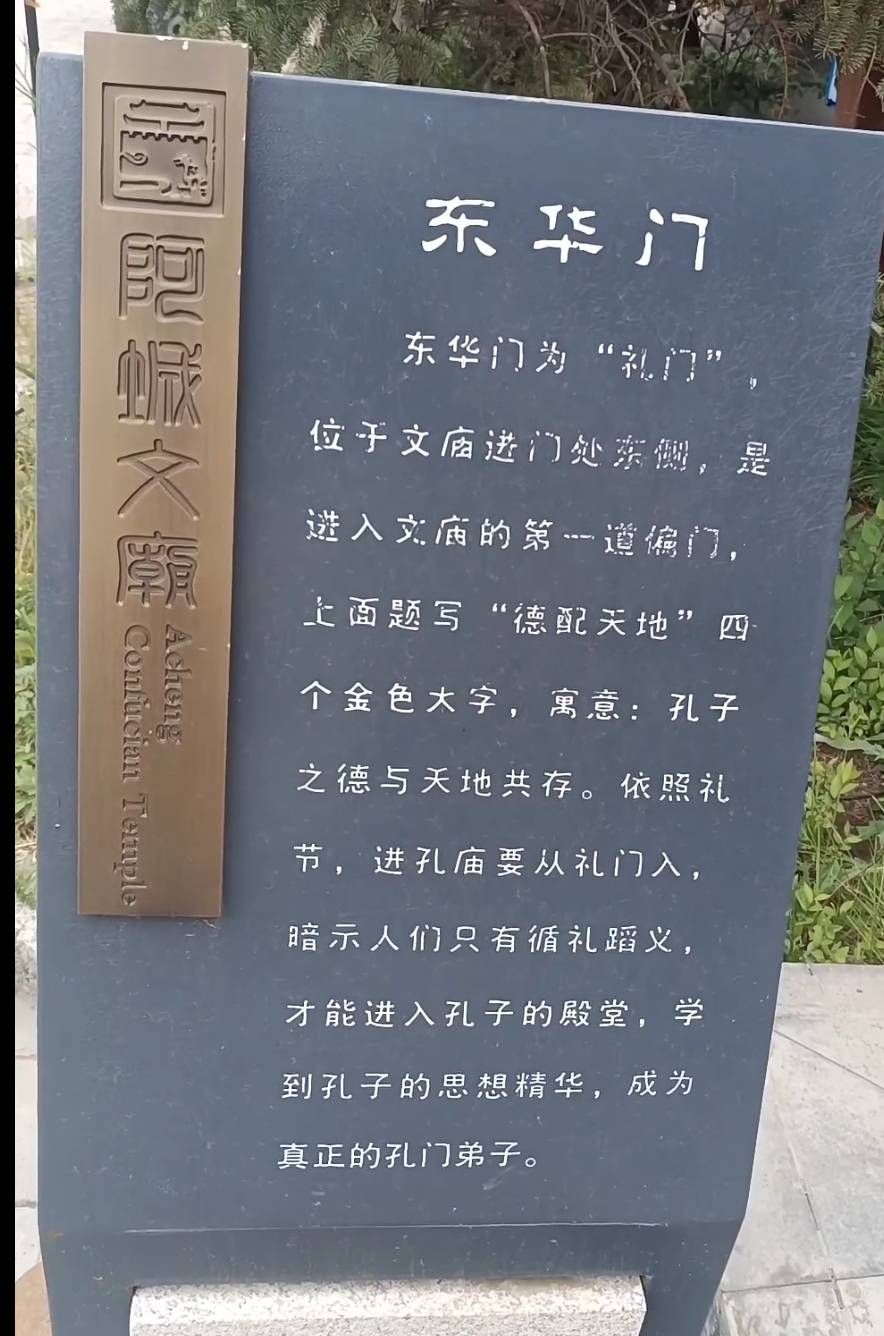 阿城文廟
Acheng
Confucian Temple
东华门
东华门为“礼门”，
位于文庙进门处东侧，是
进入文庙的第一道偏门，
上面题写“德配天地”四
个金色大字，寓意：孔子
之德与天地共存。依照礼
节，进孔庙要从礼门入，
暗示人们只有循礼蹈义，
才能进入孔子的殿堂，学
到孔子的思想精华，成为
真正的孔门弟子。